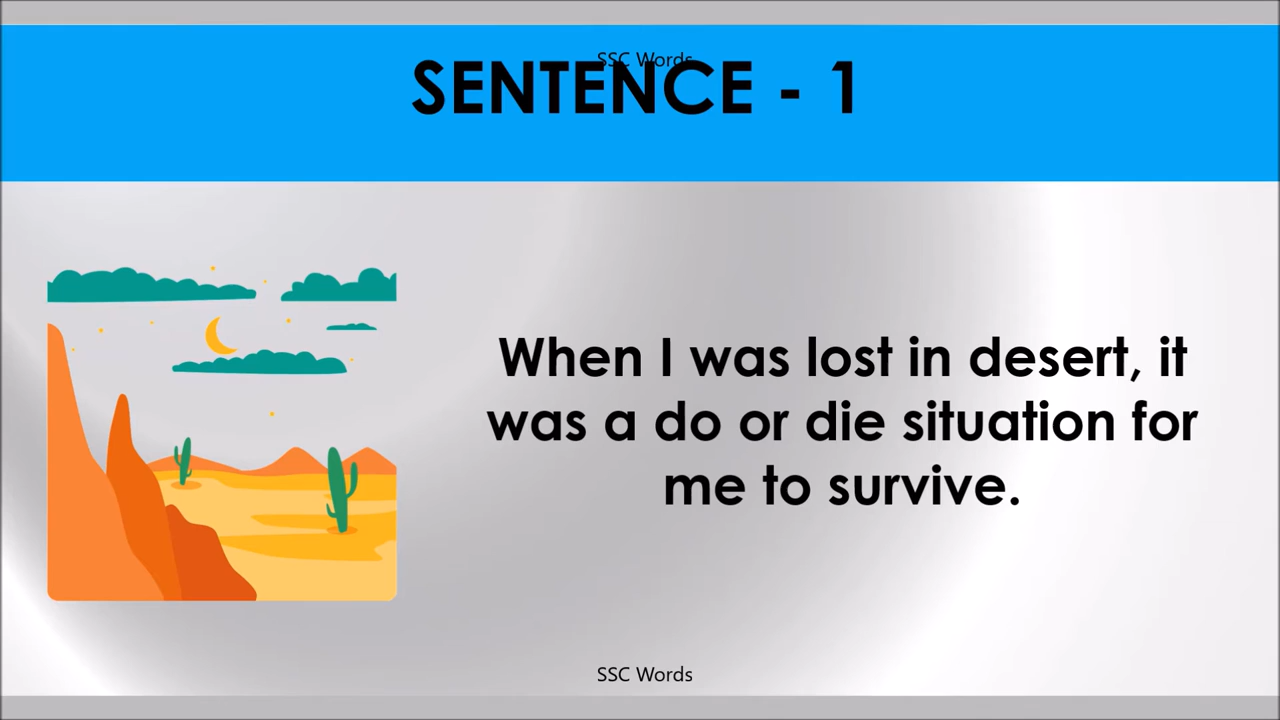 SSC Words
SENTENCE - 1
When I was lost in desert, it
was a do or die situation for
me to survive.
SSC Words